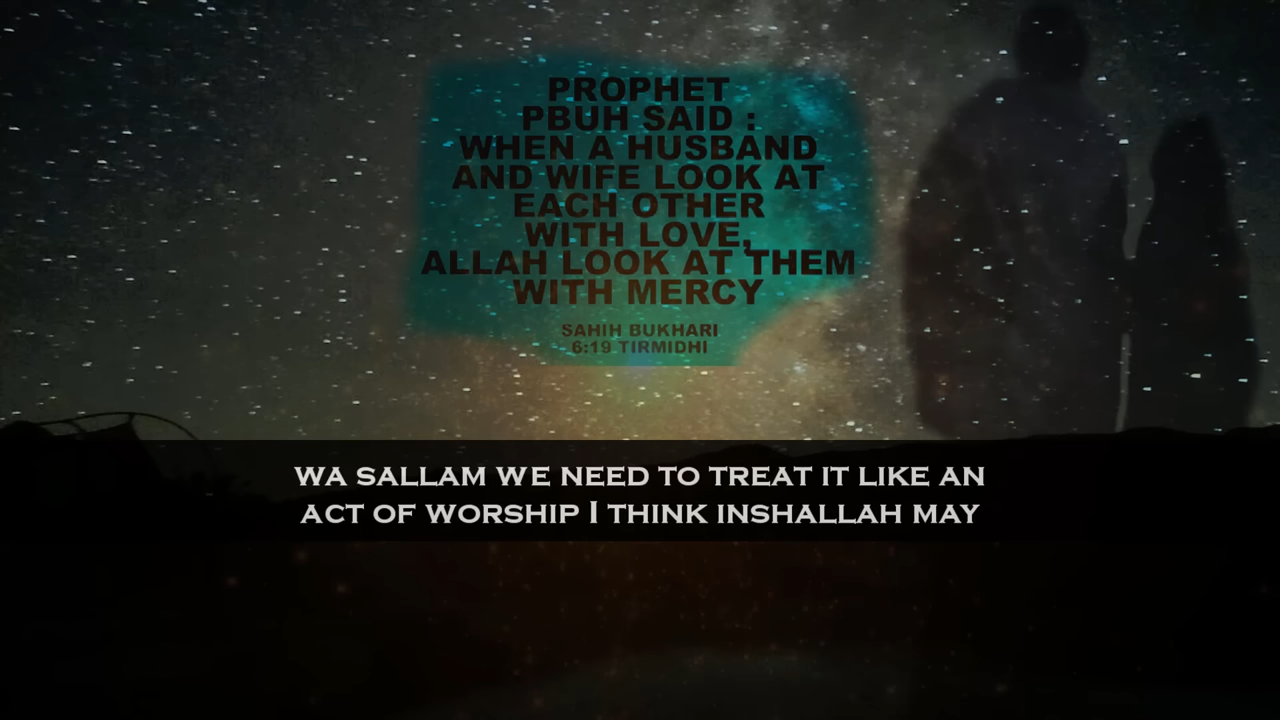 PROPHET
PBUH SAID :
WHEN A HUSBAND
AND WIFE LOOK AT
EACH OTHER
WITH LOVE,
ALLAH LOOK AT THEM
WITH MERCY
SAHIH BUKHARI
6:19 TIRMIDHI
WA SALLAM WE NEED TO TREAT IT LIKE AN
ACT OF WORSHIP I THINK INSHALLAH MAY